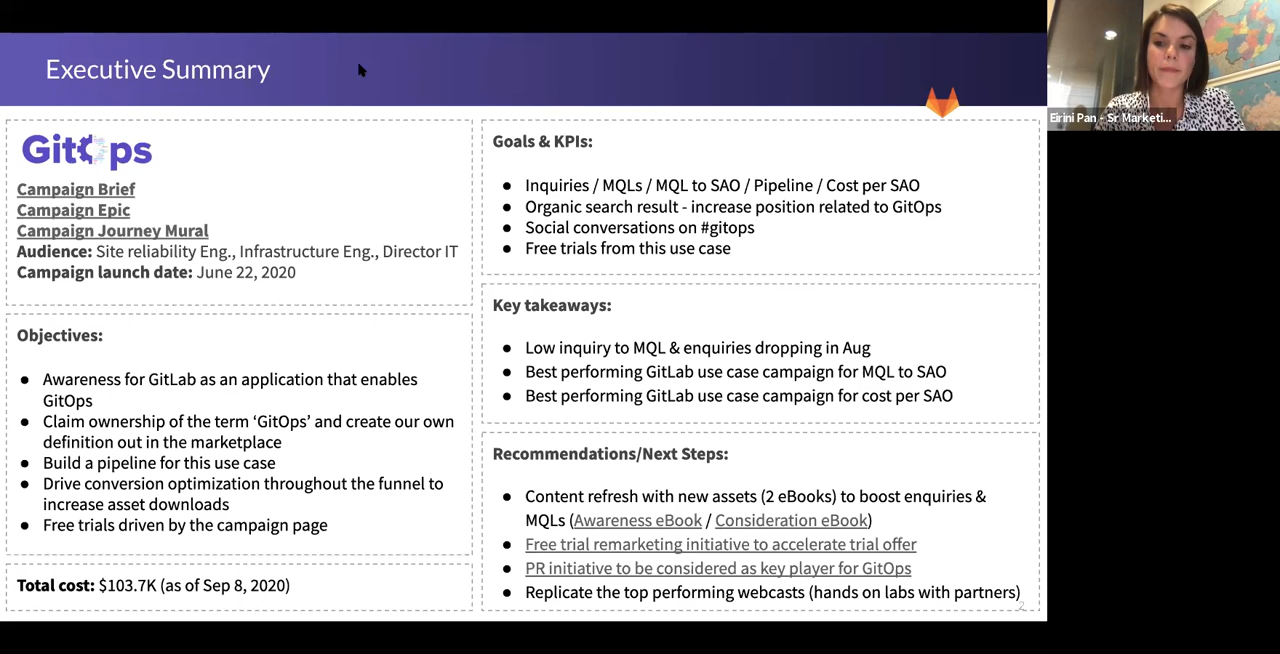 Executive Summary
GitOps
Campaign Brief
Campaign Epic
Campaign Journey Mural
Audience: Site reliability Eng., Infrastructure Eng., Director IT
Campaign launch date: June 22, 2020
Objectives:
● Awareness for GitLab as an application that enables
GitOps
● Claim ownership of the term ‘GitOps’ and create our own
definition out in the marketplace
● Build a pipeline for this use case
● Drive conversion optimization throughout the funnel to
increase asset downloads
● Free trials driven by the campaign page
Total cost: $103.7K (as of Sep 8, 2020)
Goals & KPIs:
● Inquiries / MQLs / MQL to SAO / Pipeline / Cost per SAO
● Organic search result - increase position related to GitOps
● Social conversations on #gitops
● Free trials from this use case
Key takeaways:
● Low inquiry to MQL & enquiries dropping in Aug
● Best performing GitLab use case campaign for MQL to SAO
● Best performing GitLab use case campaign for cost per SAO
Recommendations/Next Steps:
● Content refresh with new assets (2 eBooks) to boost enquiries &
MQLs (Awareness eBook / Consideration eBook)
● Free trial remarketing initiative to accelerate trial offer
● PR initiative to be considered as key player for GitOps
● Replicate the top performing webcasts (hands on labs with partners)
2
Eirini Pan - Sr Marketi...